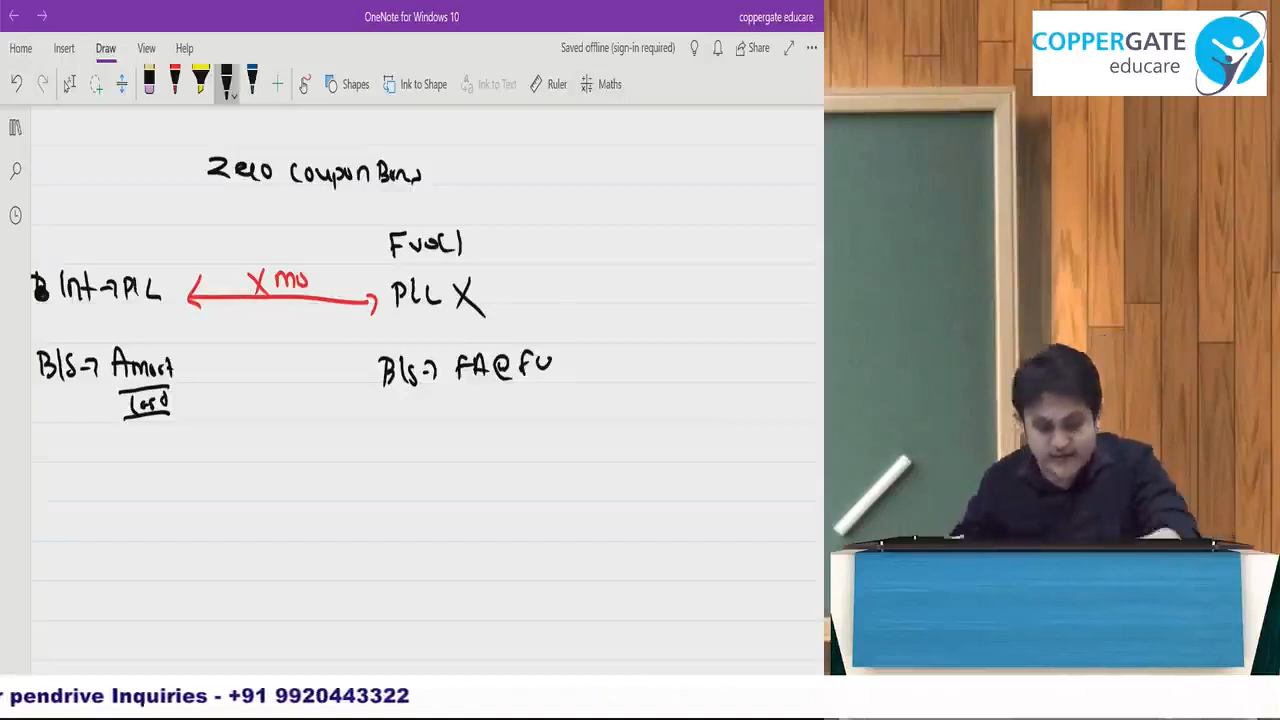 OneNote for Windows 10
coppergate educare
Home Insert Draw View Help
Saved offline (sign-in required)
Share
Shapes
Ink to Shape
Ink to Text
Ruler
Maths
COPPERGATE
educare
Zero Coupon Bond
FVOCI
Int → P/L
X mo
P/L X
B/S → Amort
Cost
B/S → FA @ FV
r pendrive Inquiries - +91 9920443322